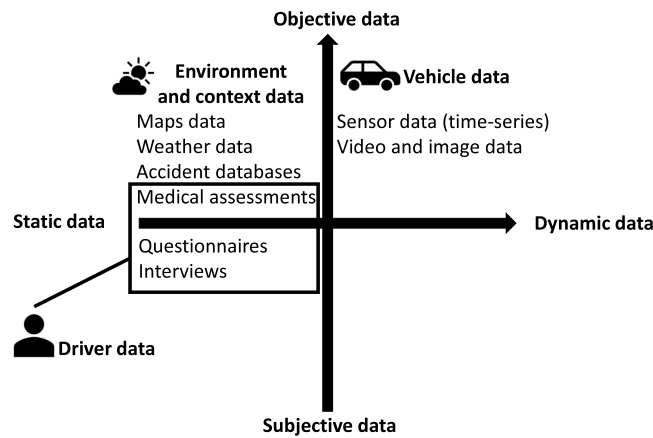 Objective data
Environment
and context data
Maps data
Weather data
Accident databases
Medical assessments
Vehicle data
Sensor data (time-series)
Video and image data
Static data
Dynamic data
Questionnaires
Interviews
Driver data
Subjective data